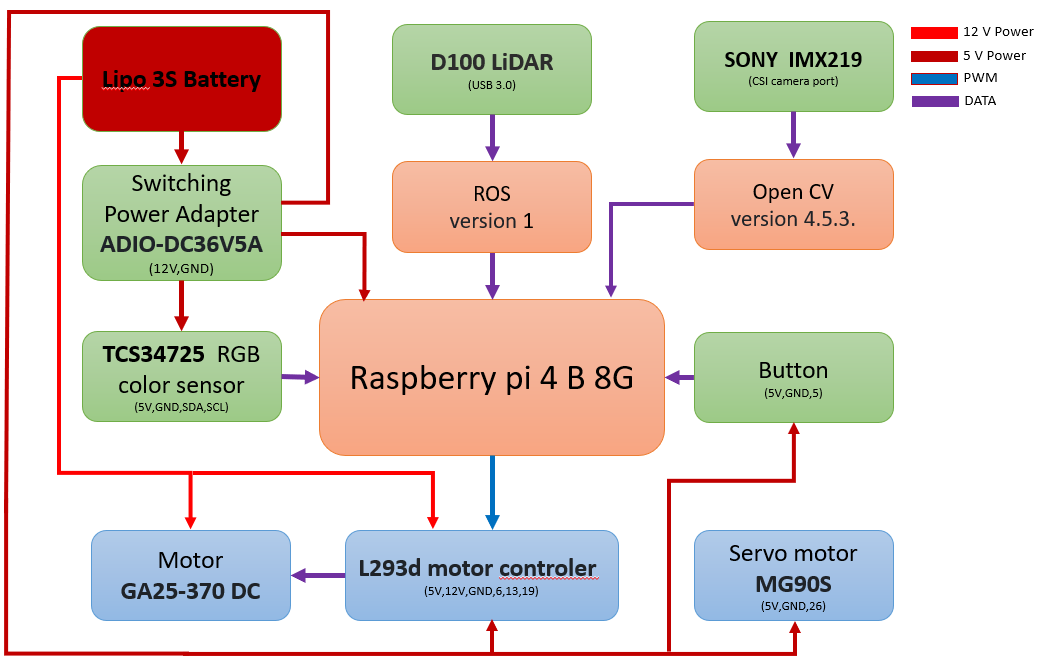 Lipo 3S Battery
D100 LiDAR
(USB 3.0)
SONY IMX219
(CSI camera port)
12 V Power
5 V Power
PWM
DATA
Switching
Power Adapter
ADIO-DC36V5A
(12V,GND)
ROS
version 1
Open CV
version 4.5.3.
TCS34725 RGB
color sensor
(5V,GND,SDA,SCL)
Raspberry pi 4 B 8G
Button
(5V,GND,5)
Motor
GA25-370 DC
L293d motor controler
(5V,12V,GND,6,13,19)
Servo motor
MG90S
(5V,GND,26)